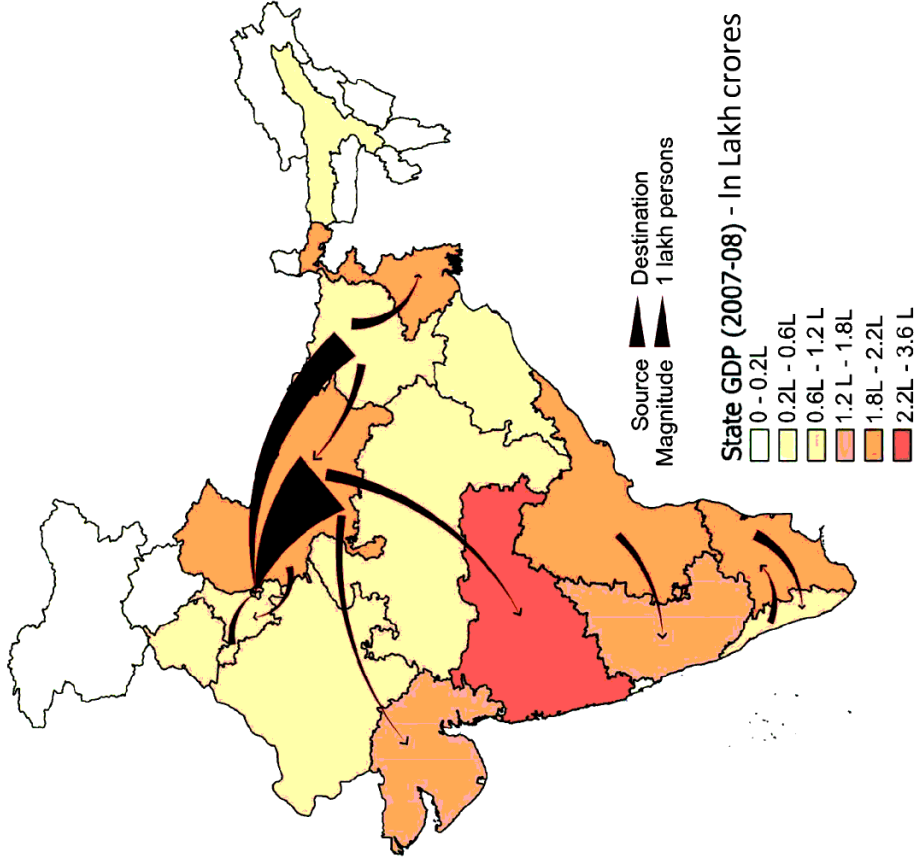 Source Destination
Magnitude 1 lakh persons
State GDP (2007-08) - In Lakh crores
0 - 0.2L
0.2L - 0.6L
0.6L - 1.2 L
1.2 L - 1.8L
1.8L - 2.2L
2.2L - 3.6 L